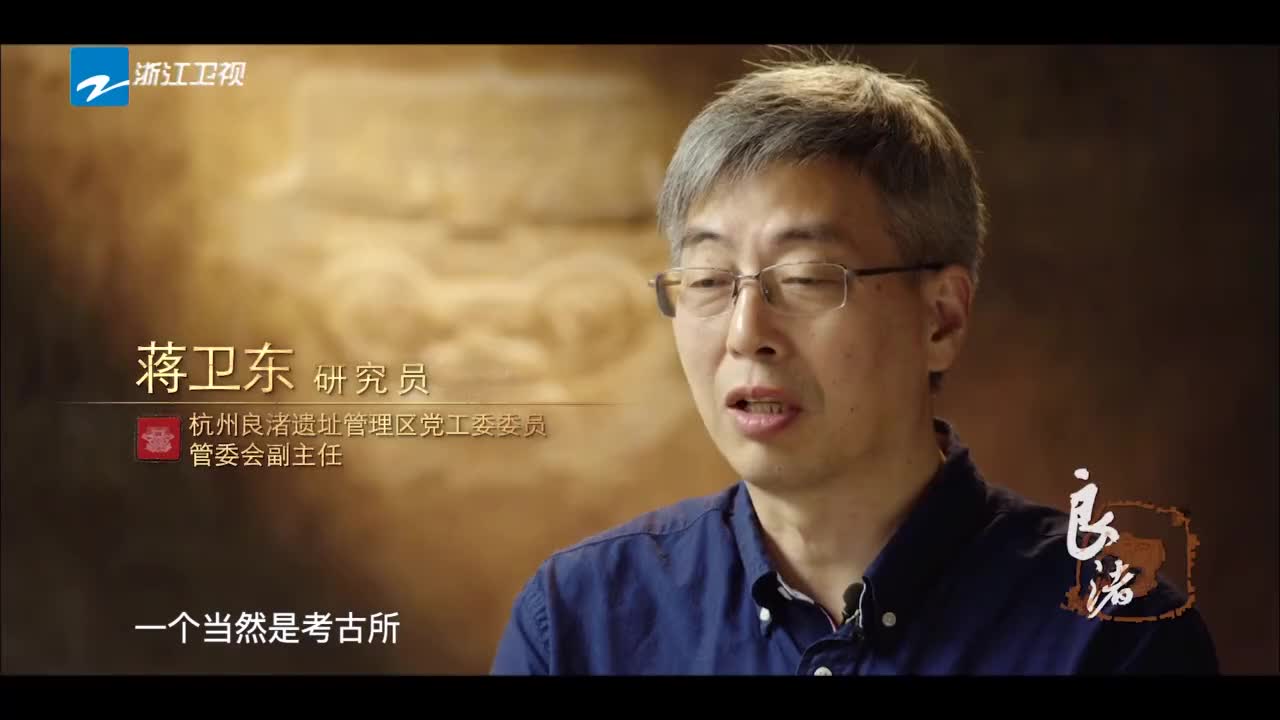 浙江卫视
蒋卫东 研究员
杭州良渚遗址管理区党工委委员
管委会副主任
良渚
一个当然是考古所